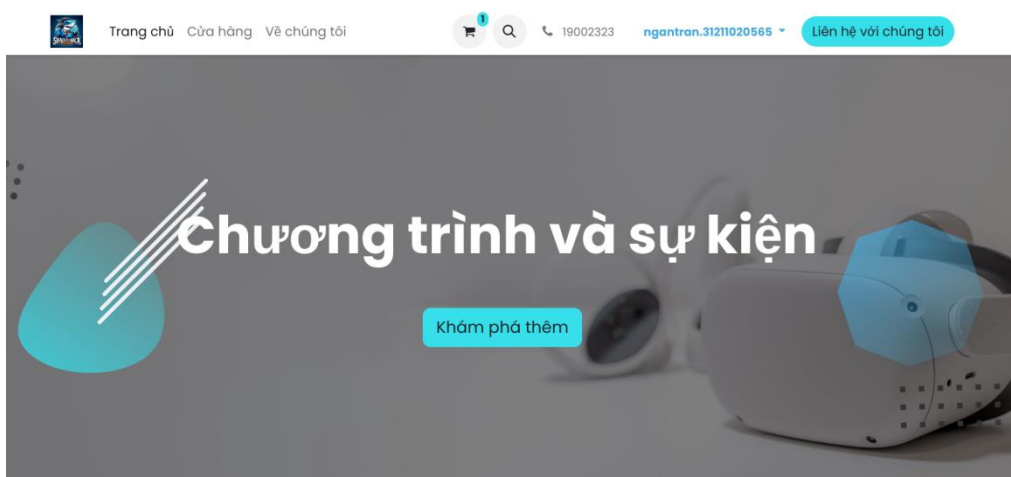 Trang chủ Cửa hàng Về chúng tôi
1
19002323
ngantran.31211020565
Liên hệ với chúng tôi
Chương trình và sự kiện
Khám phá thêm